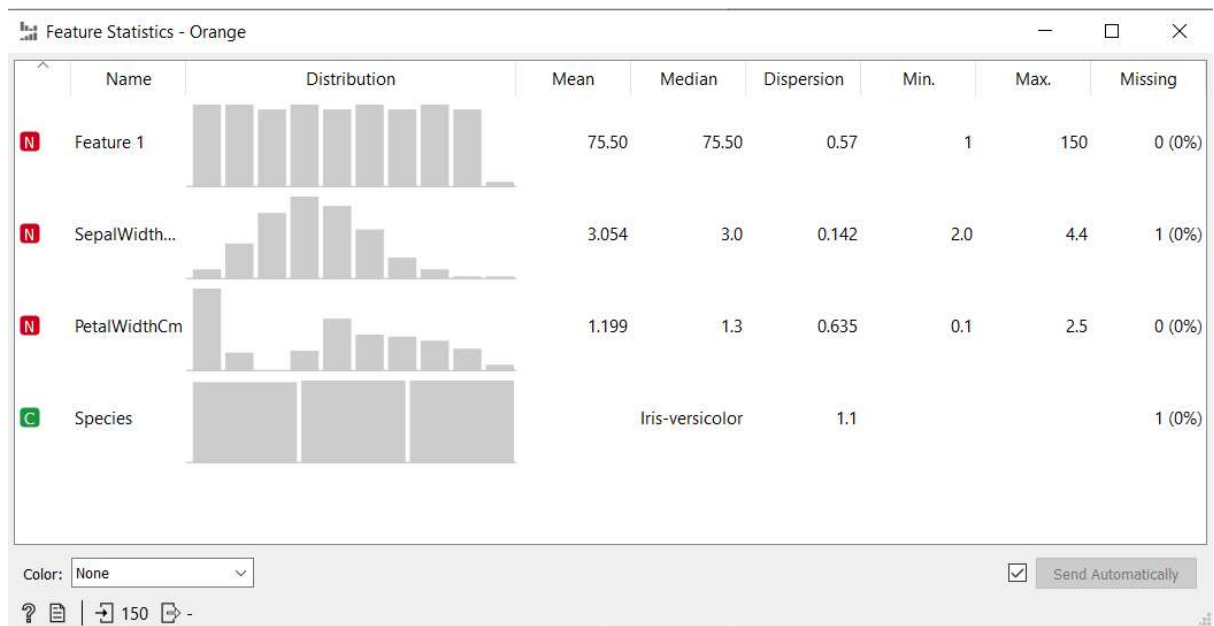 Feature Statistics - Orange
Name Distribution Mean Median Dispersion Min. Max. Missing
N Feature 1 75.50 75.50 0.57 1 150 0 (0%)
N SepalWidth... 3.054 3.0 0.142 2.0 4.4 1 (0%)
N PetalWidthCm 1.199 1.3 0.635 0.1 2.5 0 (0%)
C Species Iris-versicolor 1.1 1 (0%)
Color: None Send Automatically
? 150 -